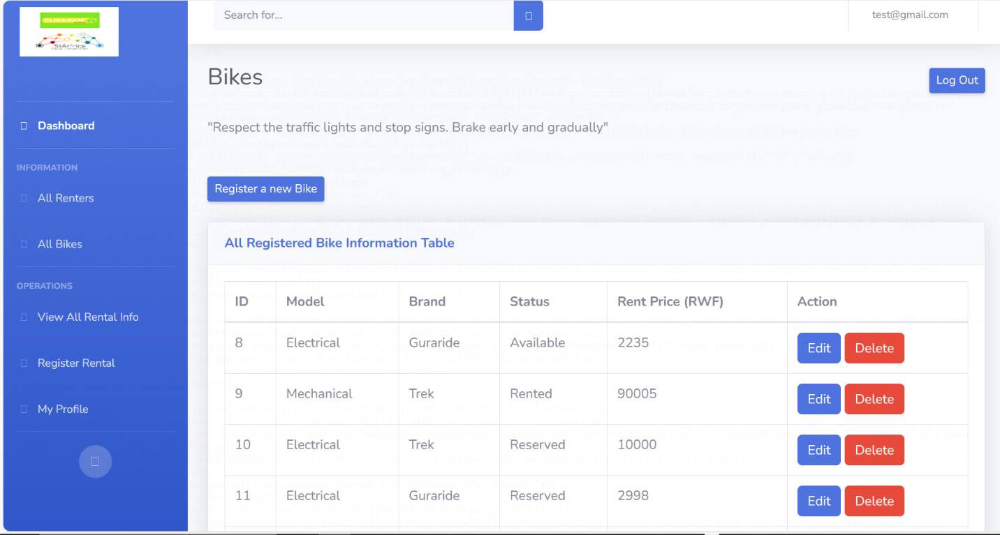 GURARIDE
StAfrica
Search for...
test@gmail.com
Bikes
Log Out
Dashboard
"Respect the traffic lights and stop signs. Brake early and gradually"
INFORMATION
Register a new Bike
All Renters
All Bikes
All Registered Bike Information Table
OPERATIONS
View All Rental Info
Register Rental
My Profile
ID Model Brand Status Rent Price (RWF) Action
8 Electrical Guraride Available 2235 Edit Delete
9 Mechanical Trek Rented 90005 Edit Delete
10 Electrical Trek Reserved 10000 Edit Delete
11 Electrical Guraride Reserved 2998 Edit Delete